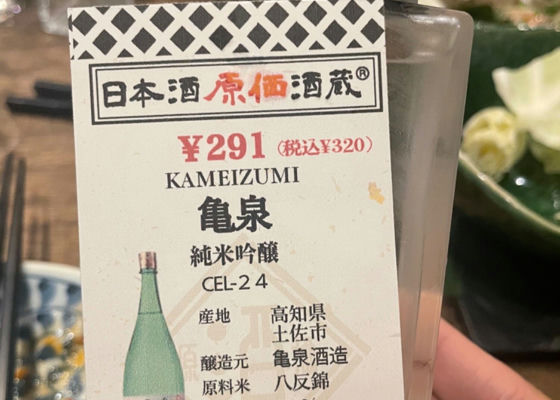 日本酒原価酒蔵®
¥291(税込¥320)
KAMEIZUMI
亀泉
純米吟醸
CEL-24
産地 高知県
土佐市
醸造元 亀泉酒造
原料米 八反錦